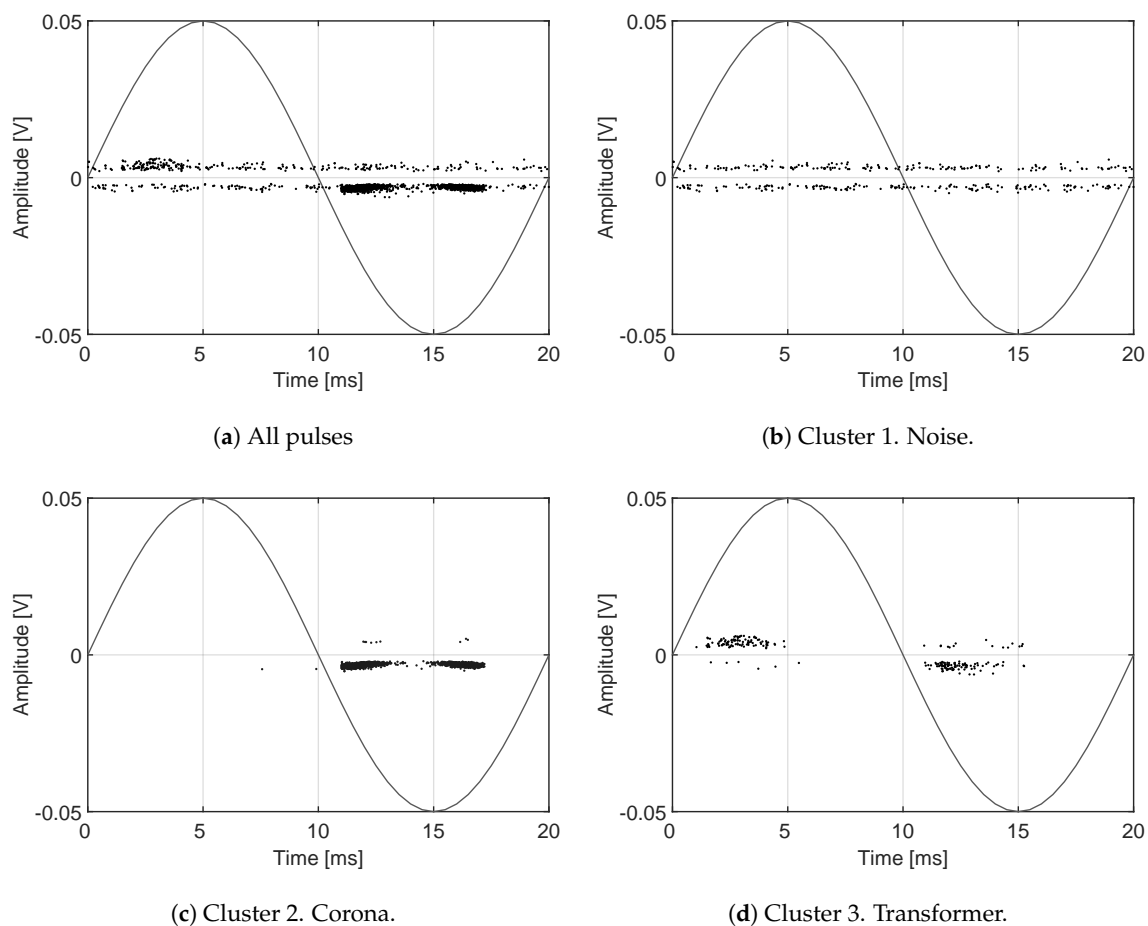 0.05
0
-0.05
Amplitude [V]
0 5 10 15 20
Time [ms]
(a) All pulses
0.05
0
-0.05
Amplitude [V]
0 5 10 15 20
Time [ms]
(b) Cluster 1. Noise.
0.05
0
-0.05
Amplitude [V]
0 5 10 15 20
Time [ms]
(c) Cluster 2. Corona.
0.05
0
-0.05
Amplitude [V]
0 5 10 15 20
Time [ms]
(d) Cluster 3. Transformer.